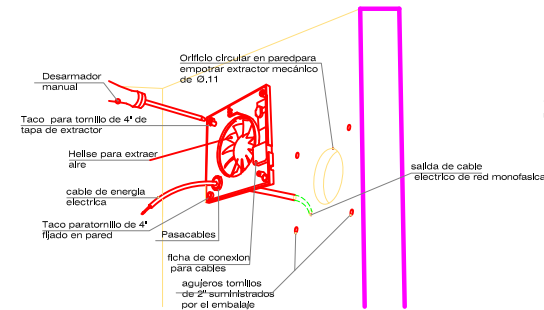 Orificio circular en paredpara
empotrar extractor mecánico
de Ø.11
Desarmador
manual
Taco para tornillo de 4" de
tapa de extractor
Helise para extraer
aire
salida de cable
electrico de red monofasica
cable de energia
electrica
Taco paratornillo de 4"
fijado en pared
Pasacables
ficha de conexion
para cables
agujeros tornillos
de 2" suministrados
por el embalaje